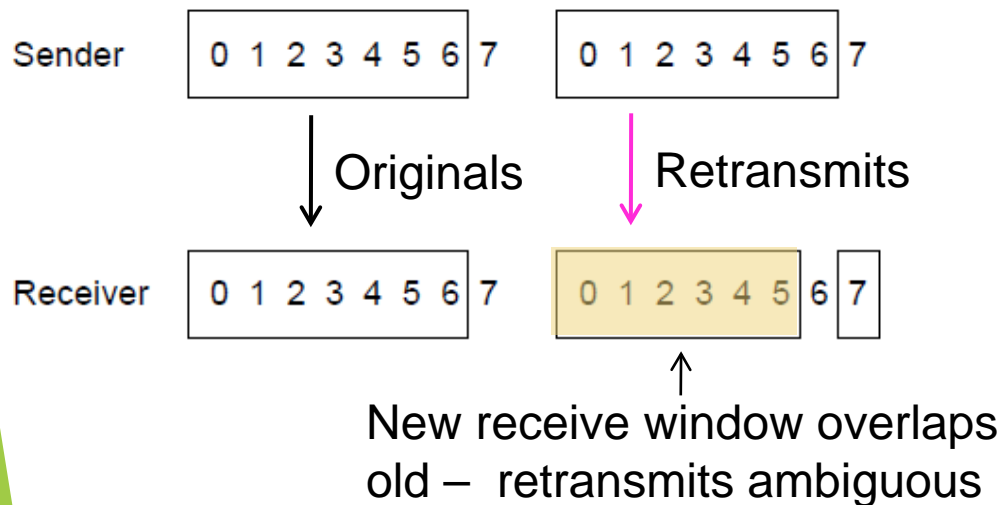 Sender 0 1 2 3 4 5 6 7 0 1 2 3 4 5 6 7
Originals Retransmits
Receiver 0 1 2 3 4 5 6 7 0 1 2 3 4 5 6 7
New receive window overlaps
old – retransmits ambiguous